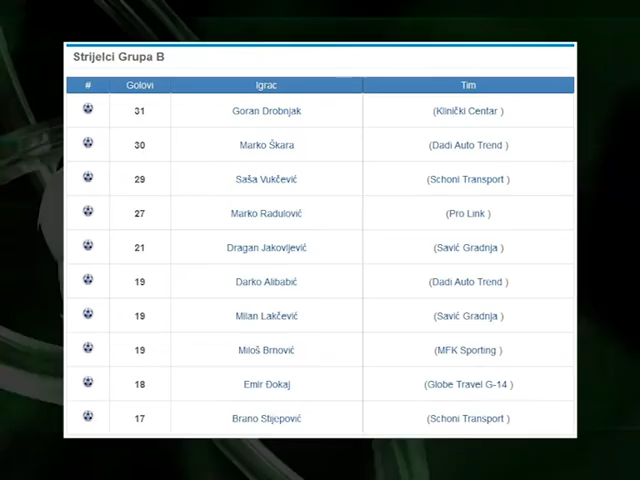 Strijelci Grupa B
# Golovi Igrac Tim
31 Goran Drobnjak (Klinički Centar )
30 Marko Škara (Dadi Auto Trend )
29 Saša Vukčević (Schoni Transport )
27 Marko Radulović (Pro Link )
21 Dragan Jakovljević (Savić Gradnja )
19 Darko Alibabić (Dadi Auto Trend )
19 Milan Lakčević (Savić Gradnja )
19 Miloš Brnović (MFK Sporting )
18 Emir Đokaj (Globe Travel G-14 )
17 Brano Stijepović (Schoni Transport )